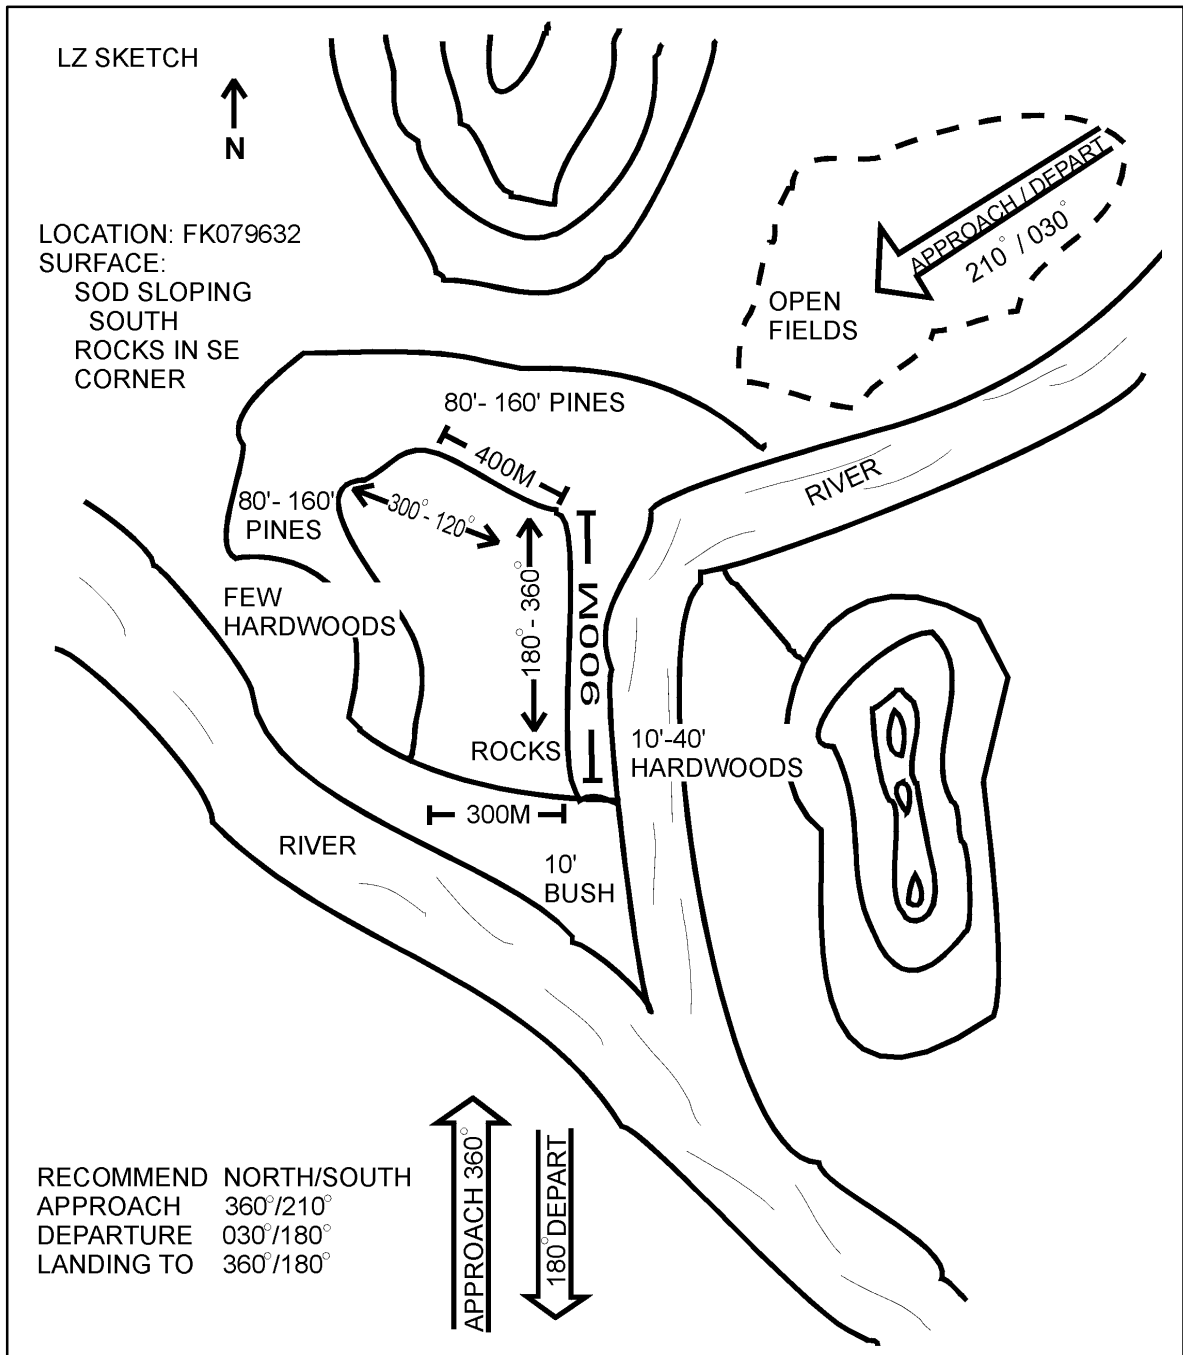 LZ SKETCH
N
LOCATION: FK079632
SURFACE:
SOD SLOPING
SOUTH
ROCKS IN SE
CORNER
APPROACH / DEPART
210° / 030°
OPEN
FIELDS
80'- 160' PINES
400M
300°- 120°
80'- 160'
PINES
RIVER
180°- 360°
900M
FEW
HARDWOODS
ROCKS
10'-40'
HARDWOODS
300M
RIVER
10'
BUSH
APPROACH 360°
180° DEPART
RECOMMEND NORTH/SOUTH
APPROACH 360°/210°
DEPARTURE 030°/180°
LANDING TO 360°/180°